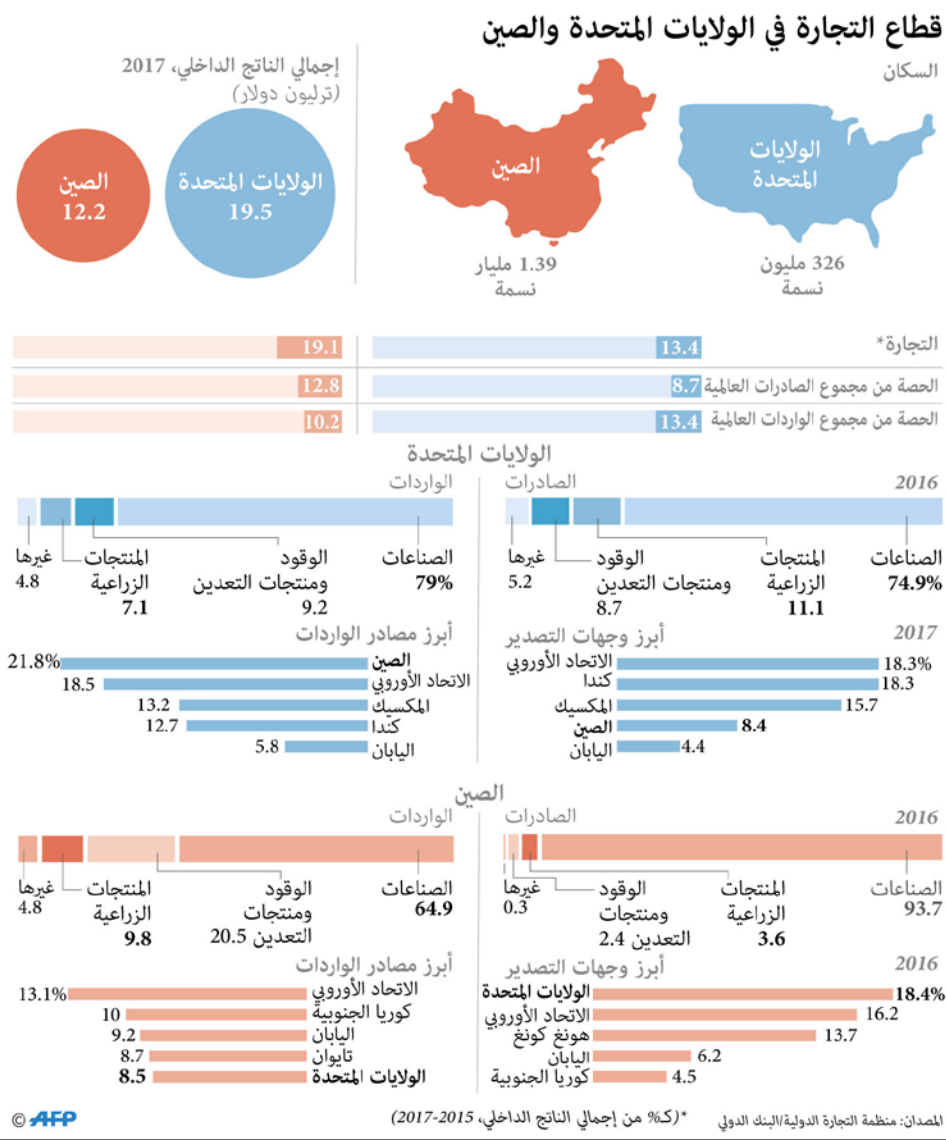 قطاع التجارة في الولايات المتحدة والصين
السكان
الولايات
المتحدة
326 مليون
نسمة
الصين
1.39 مليار
نسمة
إجمالي الناتج الداخلي، 2017
(ترليون دولار)
الولايات المتحدة
19.5
الصين
12.2
التجارة* 13.4 19.1
الحصة من مجموع الصادرات العالمية 8.7 12.8
الحصة من مجموع الواردات العالمية 13.4 10.2
الولايات المتحدة
2016 الصادرات
الصناعات
74.9%
المنتجات
الزراعية
11.1
الوقود
ومنتجات التعدين
8.7
غيرها
5.2
2017 أبرز وجهات التصدير
الاتحاد الأوروبي 18.3%
كندا 18.3
المكسيك 15.7
الصين 8.4
اليابان 4.4
الواردات
الصناعات
79%
الوقود
ومنتجات التعدين
9.2
المنتجات
الزراعية
7.1
غيرها
4.8
أبرز مصادر الواردات
الصين 21.8%
الاتحاد الأوروبي 18.5
المكسيك 13.2
كندا 12.7
اليابان 5.8
الصين
2016 الصادرات
الصناعات
93.7
المنتجات
الزراعية
3.6
الوقود
ومنتجات
التعدين 2.4
غيرها
0.3
2016 أبرز وجهات التصدير
الولايات المتحدة 18.4%
الاتحاد الأوروبي 16.2
هونغ كونغ 13.7
اليابان 6.2
كوريا الجنوبية 4.5
الواردات
الصناعات
64.9
الوقود
ومنتجات
التعدين 20.5
المنتجات
الزراعية
9.8
غيرها
4.8
أبرز مصادر الواردات
الاتحاد الأوروبي 13.1%
كوريا الجنوبية 10
اليابان 9.2
تايوان 8.7
الولايات المتحدة 8.5
المصدان: منظمة التجارة الدولية/البنك الدولي
*(كـ% من إجمالي الناتج الداخلي، 2015-2017)
© AFP